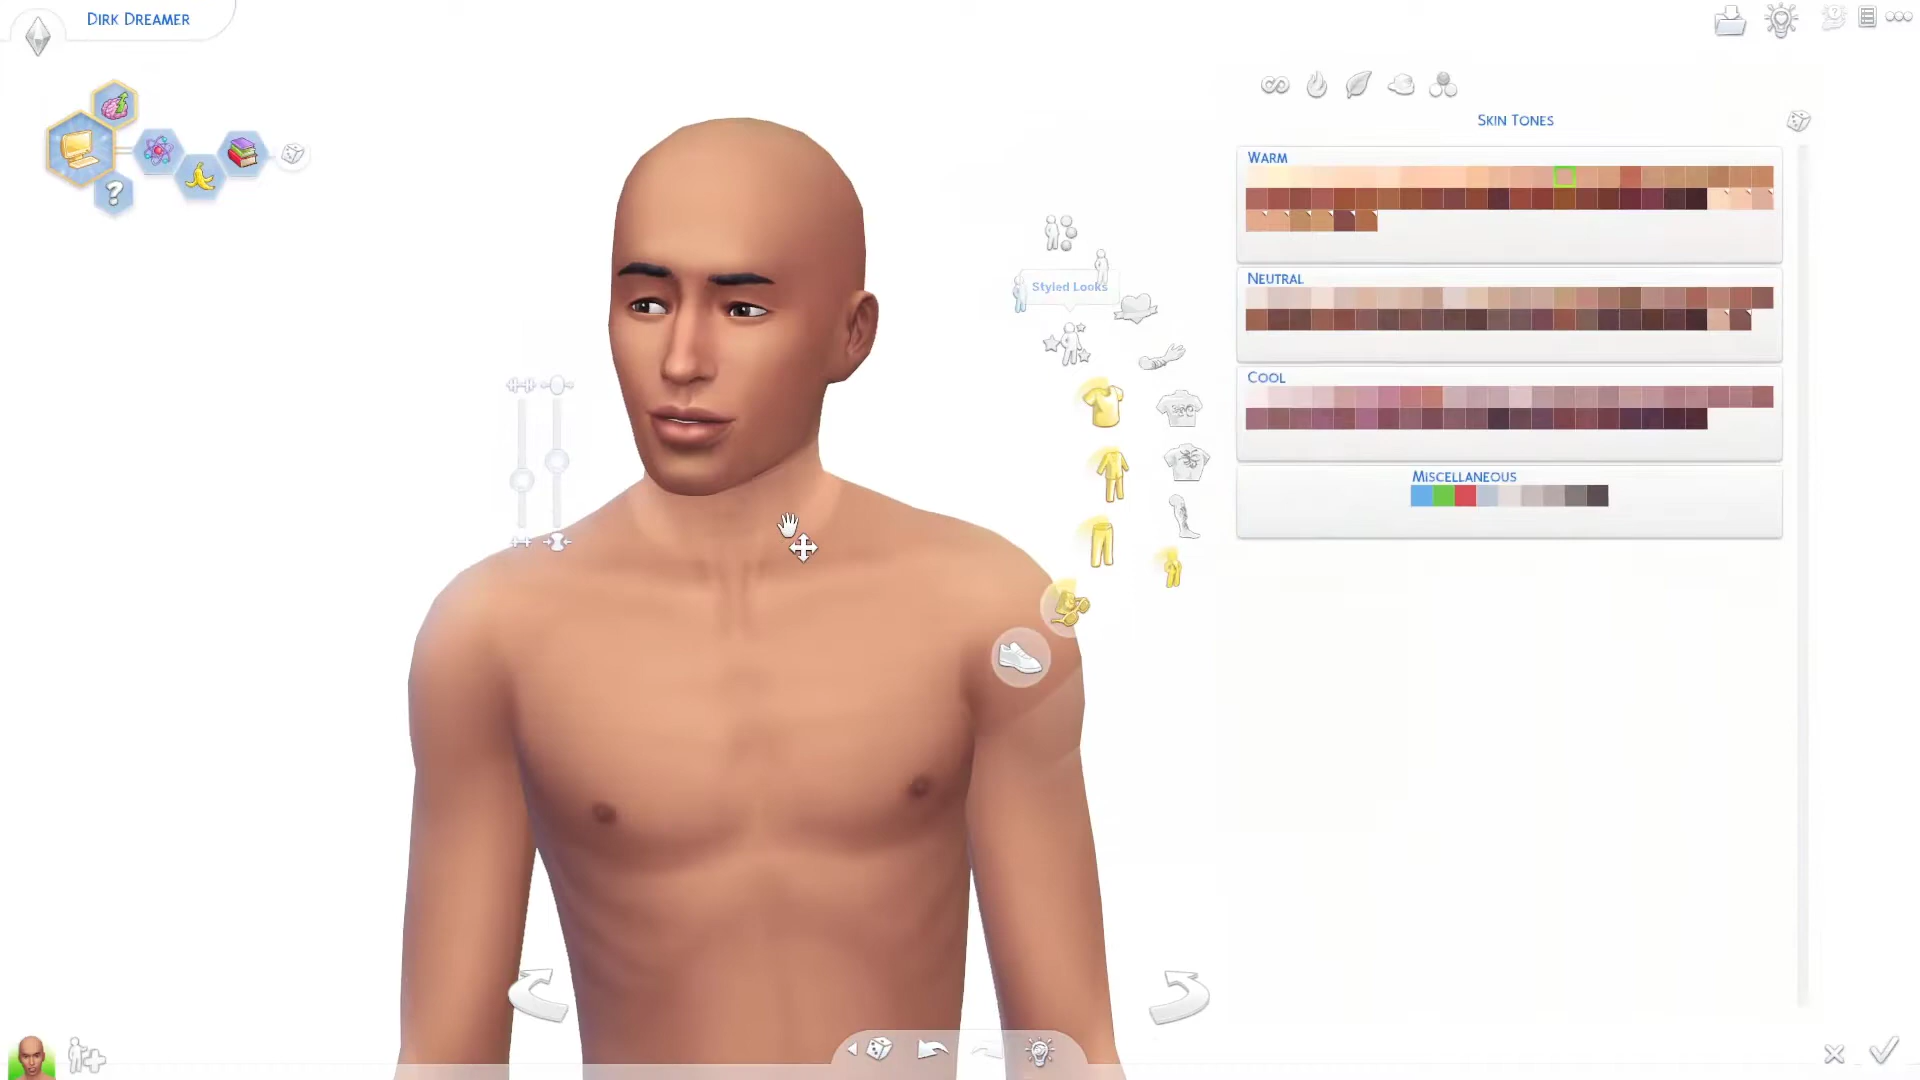 DIRK DREAMER
SKIN TONES
WARM
Styled Looks
NEUTRAL
COOL
MISCELLANEOUS